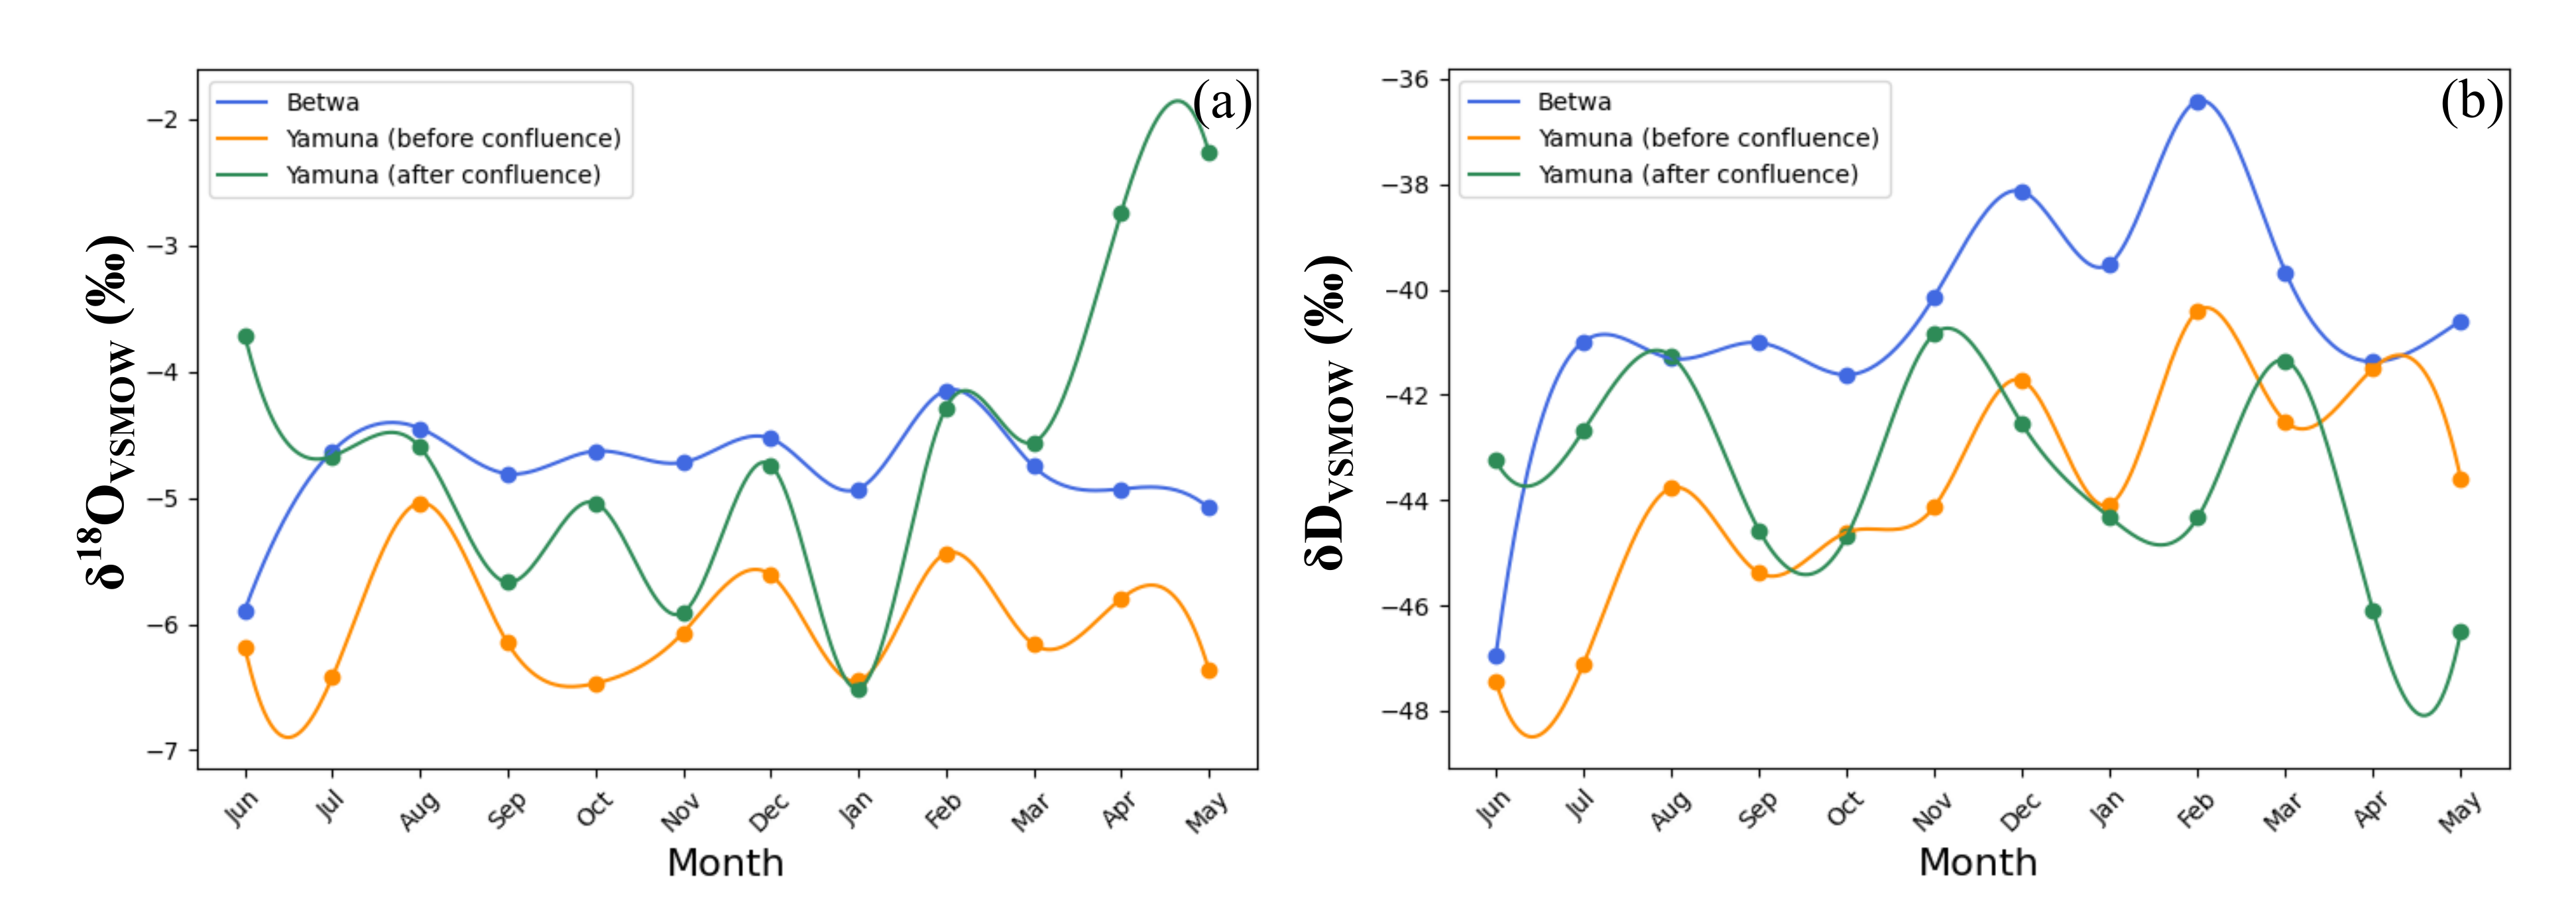 (a)
Betwa
Yamuna (before confluence)
Yamuna (after confluence)
−2
−3
−4
−5
−6
−7
δ¹⁸O_VSMOW (‰)
Jun Jul Aug Sep Oct Nov Dec Jan Feb Mar Apr May
Month
(b)
Betwa
Yamuna (before confluence)
Yamuna (after confluence)
−36
−38
−40
−42
−44
−46
−48
δD_VSMOW (‰)
Jun Jul Aug Sep Oct Nov Dec Jan Feb Mar Apr May
Month